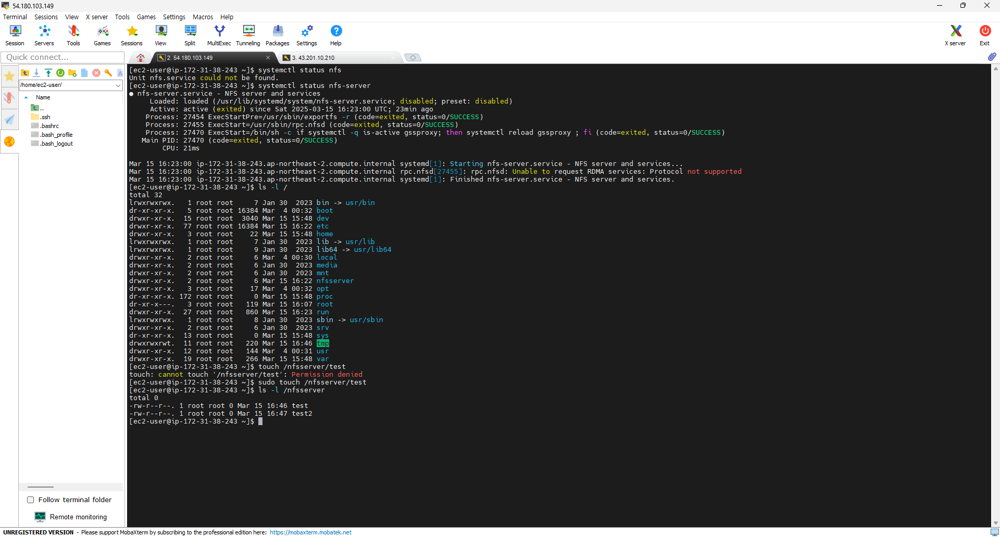 54.180.103.149
Terminal Sessions View X server Tools Games Settings Macros Help
Session Servers Tools Games Sessions View Split MultiExec Tunneling Packages Settings Help X server Exit
Quick connect...
2. 54.180.103.149
3. 43.201.10.210
/home/ec2-user/
Name
..
.ssh
.bashrc
.bash_profile
.bash_logout
[ec2-user@ip-172-31-38-243 ~]$ systemctl status nfs
Unit nfs.service could not be found.
[ec2-user@ip-172-31-38-243 ~]$ systemctl status nfs-server
● nfs-server.service - NFS server and services
     Loaded: loaded (/usr/lib/systemd/system/nfs-server.service; disabled; preset: disabled)
     Active: active (exited) since Sat 2025-03-15 16:23:00 UTC; 23min ago
    Process: 27454 ExecStartPre=/usr/sbin/exportfs -r (code=exited, status=0/SUCCESS)
    Process: 27455 ExecStart=/usr/sbin/rpc.nfsd (code=exited, status=0/SUCCESS)
    Process: 27470 ExecStart=/bin/sh -c if systemctl -q is-active gssproxy; then systemctl reload gssproxy ; fi (code=exited, status=0/SUCCESS)
   Main PID: 27470 (code=exited, status=0/SUCCESS)
        CPU: 21ms
Mar 15 16:23:00 ip-172-31-38-243.ap-northeast-2.compute.internal systemd[1]: Starting nfs-server.service - NFS server and services...
Mar 15 16:23:00 ip-172-31-38-243.ap-northeast-2.compute.internal rpc.nfsd[27455]: rpc.nfsd: Unable to request RDMA services: Protocol not supported
Mar 15 16:23:00 ip-172-31-38-243.ap-northeast-2.compute.internal systemd[1]: Finished nfs-server.service - NFS server and services.
[ec2-user@ip-172-31-38-243 ~]$ ls -l /
total 32
lrwxrwxrwx.   1 root root     7 Jan 30  2023 bin -> usr/bin
dr-xr-xr-x.   5 root root 16384 Mar  4 00:32 boot
drwxr-xr-x.  15 root root  3040 Mar 15 15:48 dev
drwxr-xr-x.  77 root root 16384 Mar 15 16:22 etc
drwxr-xr-x.   3 root root    22 Mar 15 15:48 home
lrwxrwxrwx.   1 root root     7 Jan 30  2023 lib -> usr/lib
lrwxrwxrwx.   1 root root     9 Jan 30  2023 lib64 -> usr/lib64
drwxr-xr-x.   2 root root     6 Mar  4 00:30 local
drwxr-xr-x.   2 root root     6 Jan 30  2023 media
drwxr-xr-x.   2 root root     6 Jan 30  2023 mnt
drwxr-xr-x.   2 root root     6 Mar 15 16:22 nfsserver
drwxr-xr-x.   3 root root    17 Mar  4 00:32 opt
dr-xr-xr-x. 172 root root     0 Mar 15 15:48 proc
dr-xr-x---.   3 root root   119 Mar 15 16:07 root
drwxr-xr-x.  27 root root   860 Mar 15 16:23 run
lrwxrwxrwx.   1 root root     8 Jan 30  2023 sbin -> usr/sbin
drwxr-xr-x.   2 root root     6 Jan 30  2023 srv
dr-xr-xr-x.  13 root root     0 Mar 15 15:48 sys
drwxrwxrwt.  11 root root   220 Mar 15 16:46 tmp
drwxr-xr-x.  12 root root   144 Mar  4 00:31 usr
drwxr-xr-x.  19 root root   266 Mar 15 15:48 var
[ec2-user@ip-172-31-38-243 ~]$ touch /nfsserver/test
touch: cannot touch '/nfsserver/test': Permission denied
[ec2-user@ip-172-31-38-243 ~]$ sudo touch /nfsserver/test
[ec2-user@ip-172-31-38-243 ~]$ ls -l /nfsserver
total 0
-rw-r--r--. 1 root root 0 Mar 15 16:46 test
-rw-r--r--. 1 root root 0 Mar 15 16:47 test2
[ec2-user@ip-172-31-38-243 ~]$
Follow terminal folder
Remote monitoring
UNREGISTERED VERSION - Please support MobaXterm by subscribing to the professional edition here: https://mobaxterm.mobatek.net